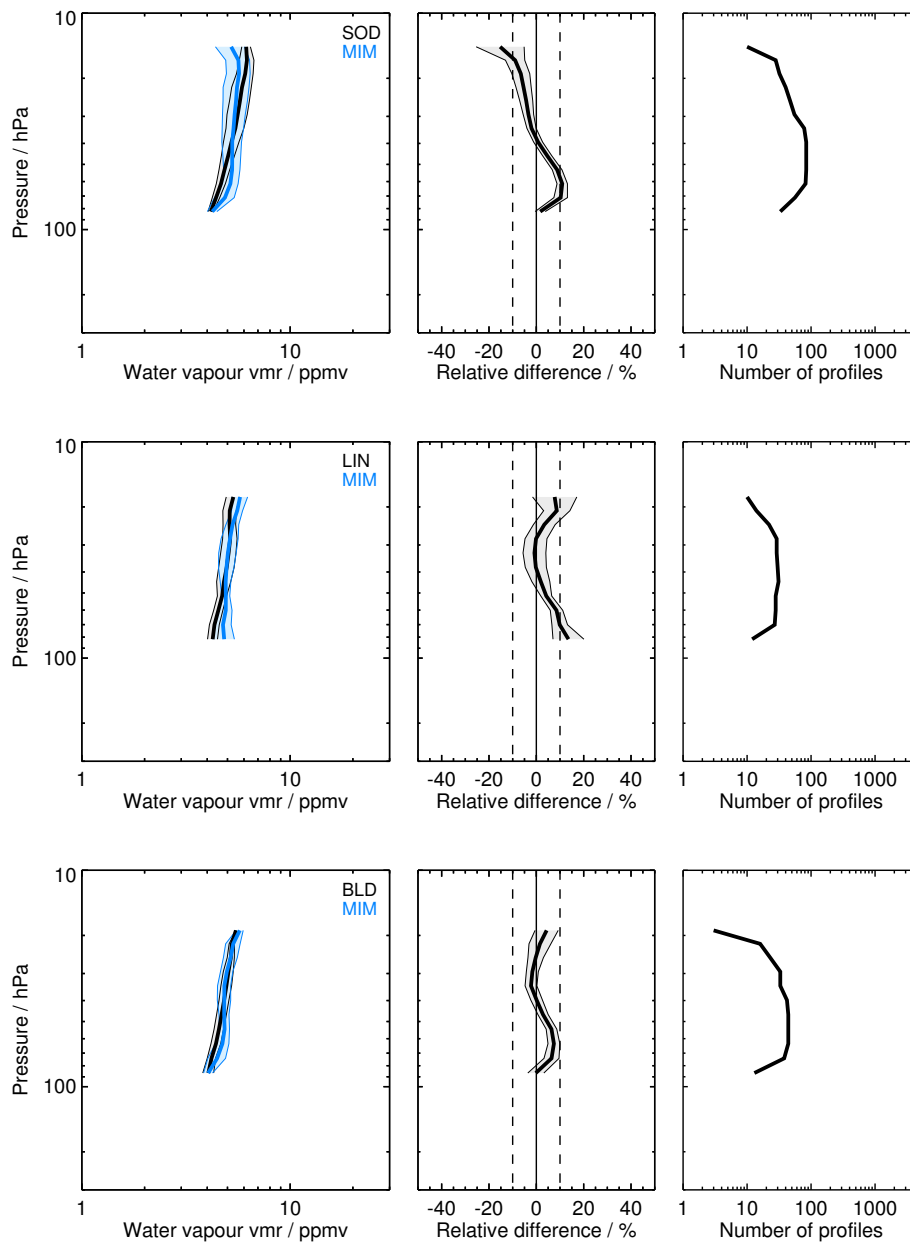 10
100
Pressure / hPa
SOD
MIM
1 10
Water vapour vmr / ppmv
-40 -20 0 20 40
Relative difference / %
1 10 100 1000
Number of profiles
10
100
Pressure / hPa
LIN
MIM
1 10
Water vapour vmr / ppmv
-40 -20 0 20 40
Relative difference / %
1 10 100 1000
Number of profiles
10
100
Pressure / hPa
BLD
MIM
1 10
Water vapour vmr / ppmv
-40 -20 0 20 40
Relative difference / %
1 10 100 1000
Number of profiles